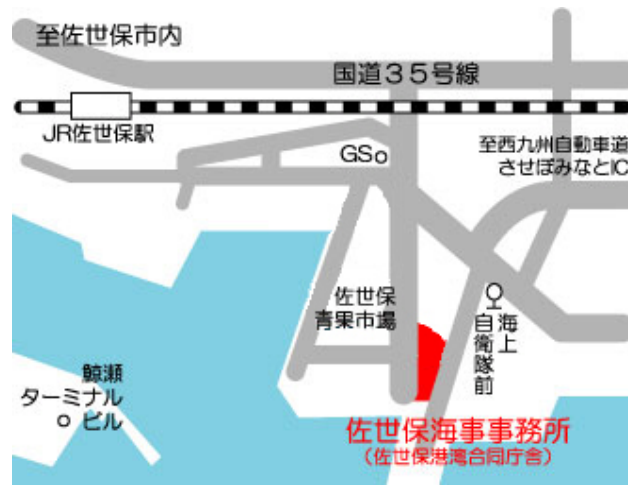 至佐世保市内
国道35号線
JR佐世保駅
GS
至西九州自動車道
させぼみなとIC
佐世保
青果市場
海上
自衛隊前
鯨瀬
ターミナル
ビル
佐世保海事事務所
(佐世保港湾合同庁舎)